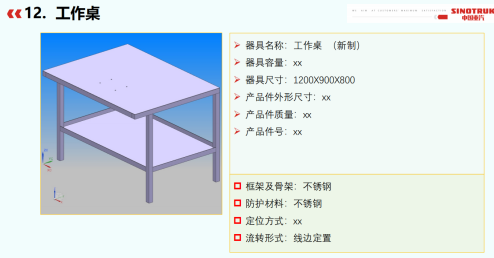 12. 工作桌
SINOTRUK
中国重汽
器具名称：工作桌 （新制）
器具容量：xx
器具尺寸：1200X900X800
产品件外形尺寸：xx
产品件质量：xx
产品件号：xx
框架及骨架：不锈钢
防护材料：不锈钢
定位方式：xx
流转形式：线边定置